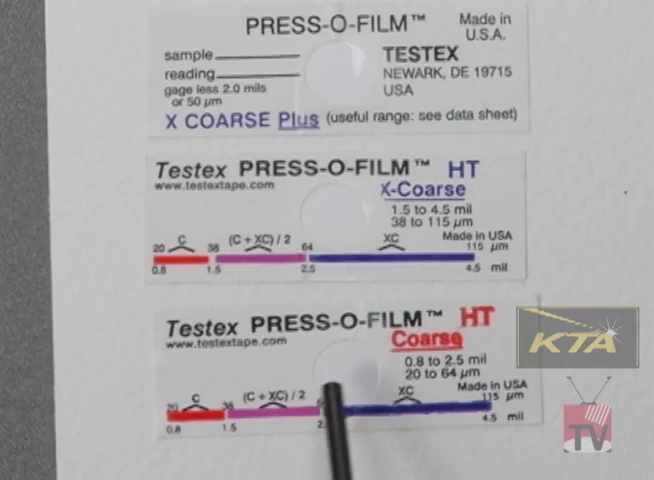 PRESS-O-FILM™ Made in U.S.A.
sample
TESTEX
reading
NEWARK, DE 19715
gage less 2.0 mils
USA
or 50 µm
X COARSE Plus (useful range: see data sheet)
Testex PRESS-O-FILM™ HT
www.testextape.com
X-Coarse
1.5 to 4.5 mil
38 to 115 µm
Made in USA
20 C 38 (C + XC) / 2 64 XC 115 µm
0.8 1.5 2.5 4.5 mil
Testex PRESS-O-FILM™ HT
www.testextape.com
Coarse
0.8 to 2.5 mil
20 to 64 µm
Made in USA
20 C 38 (C + XC) / 2 XC 115 µm
0.8 1.5 4.5 mil
KTA
TV